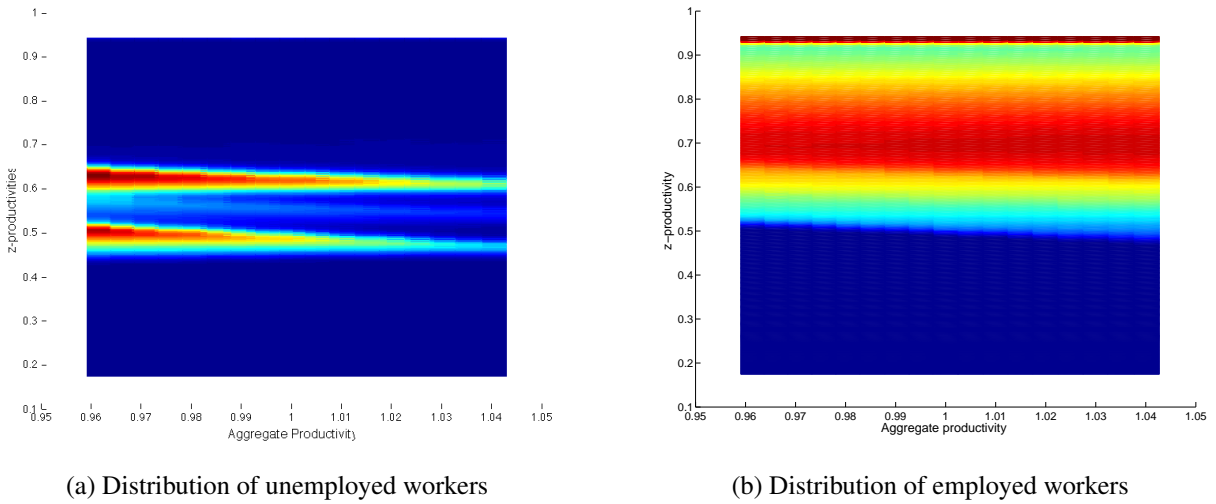 1
0.9
0.8
0.7
0.6
0.5
0.4
0.3
0.2
0.1
z-productivities
0.95 0.96 0.97 0.98 0.99 1 1.01 1.02 1.03 1.04 1.05
Aggregate Productivity
(a) Distribution of unemployed workers
1
0.9
0.8
0.7
0.6
0.5
0.4
0.3
0.2
0.1
z−productivity
0.95 0.96 0.97 0.98 0.99 1 1.01 1.02 1.03 1.04 1.05
Aggregate productivity
(b) Distribution of employed workers